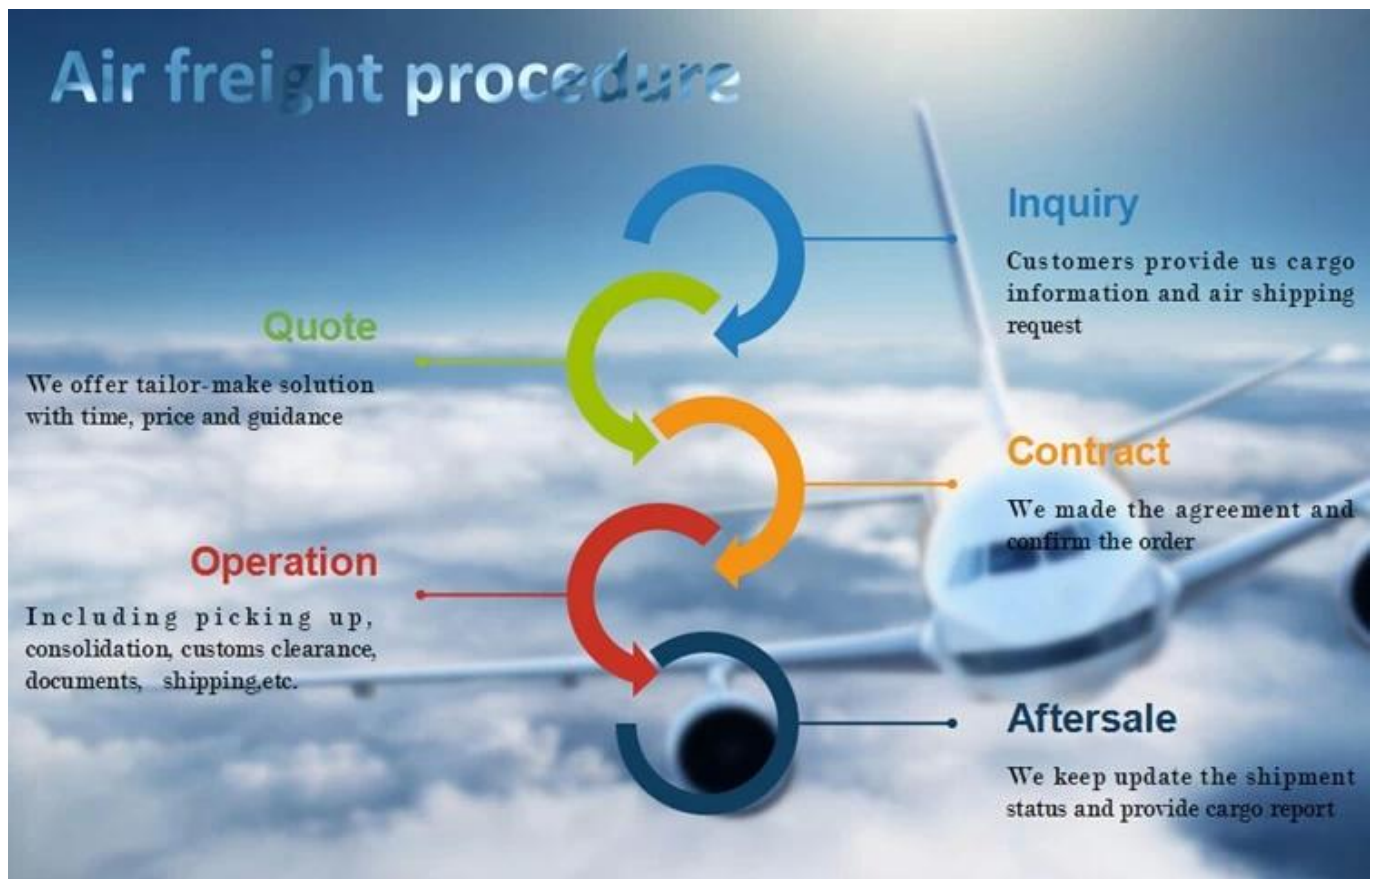 Air freight procedure
Inquiry
Customers provide us cargo
information and air shipping
request
Quote
We offer tailor-make solution
with time, price and guidance
Contract
We made the agreement and
confirm the order
Operation
Including picking up,
consolidation, customs clearance,
documents, shipping,etc.
Aftersale
We keep update the shipment
status and provide cargo report